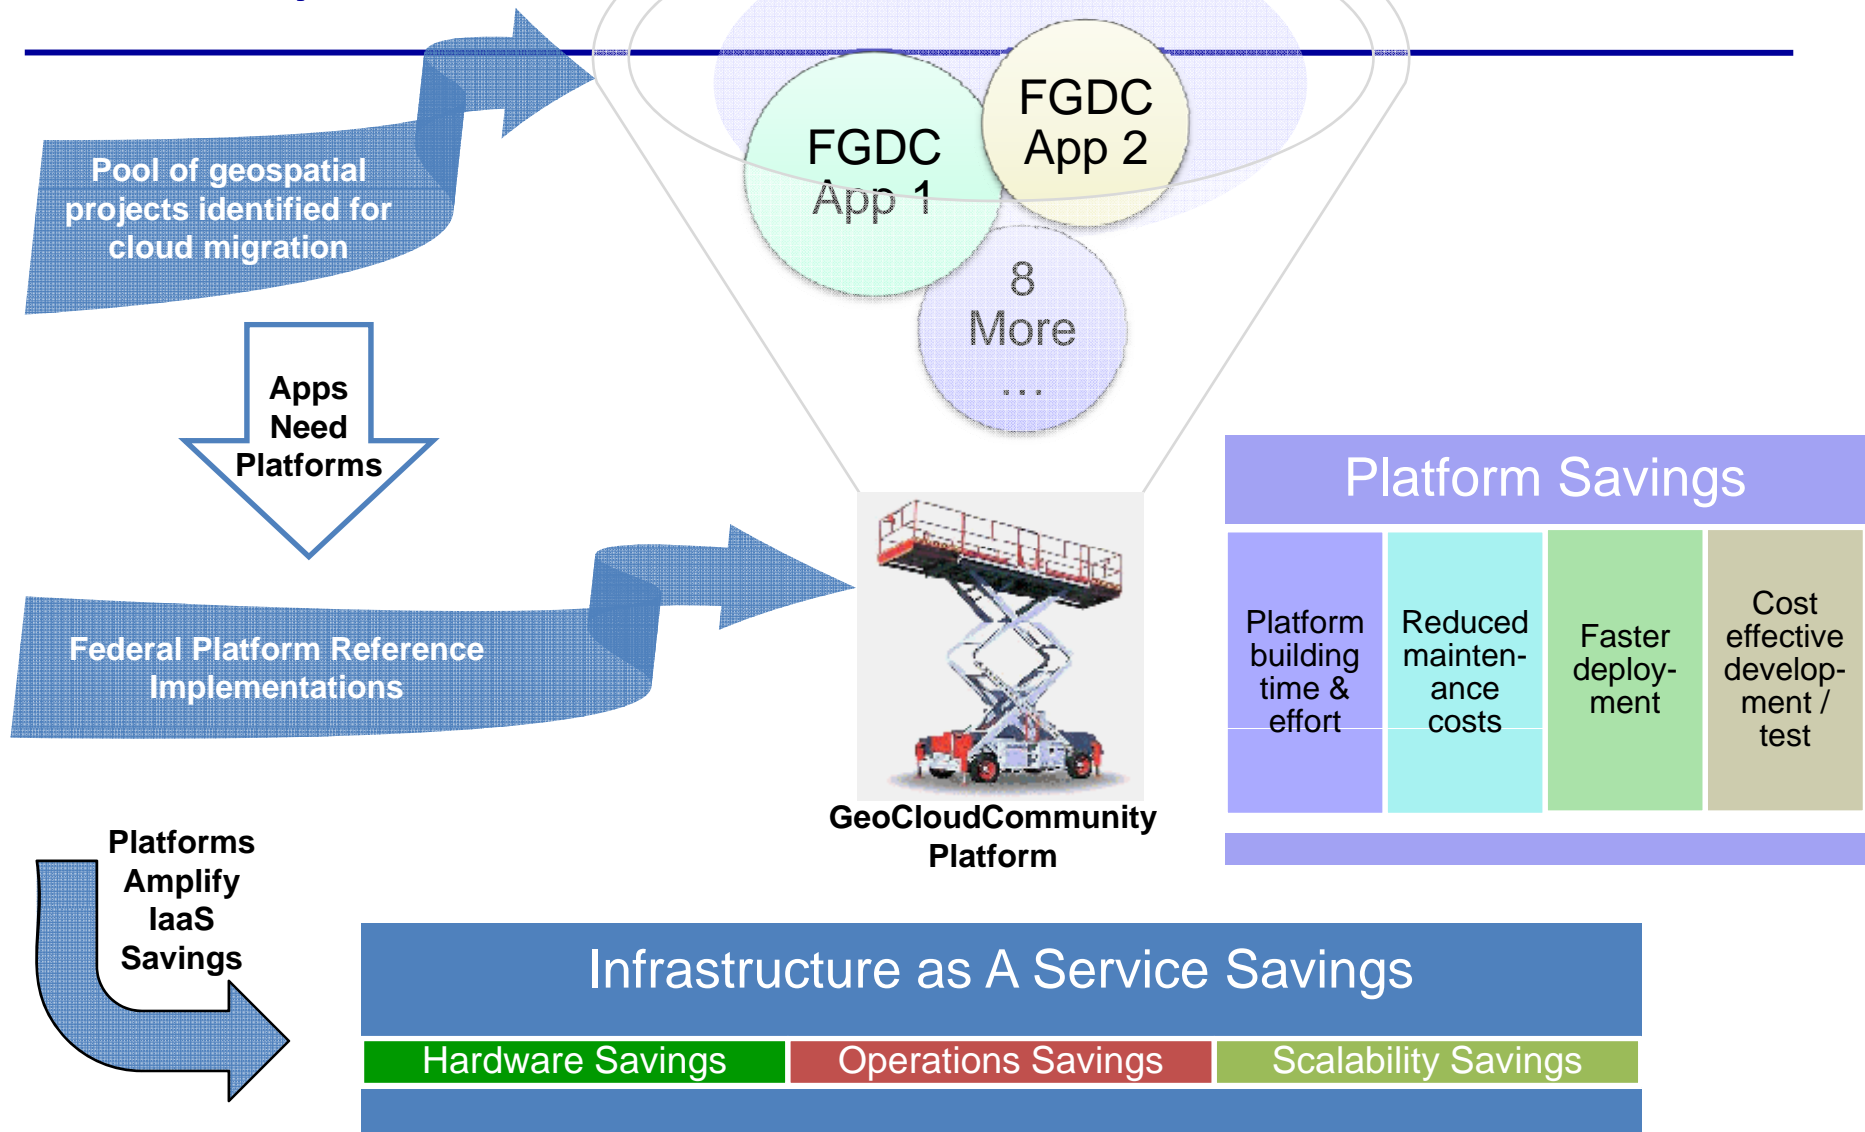 FGDC
App 1
FGDC
App 2
8
More
…
Pool of geospatial
projects identified for
cloud migration
Apps
Need
Platforms
Federal Platform Reference
Implementations
GeoCloudCommunity
Platform
Platform Savings
Platform
building
time &
effort
Reduced
mainten-
ance
costs
Faster
deploy-
ment
Cost
effective
develop-
ment /
test
Platforms
Amplify
IaaS
Savings
Infrastructure as A Service Savings
Hardware Savings
Operations Savings
Scalability Savings